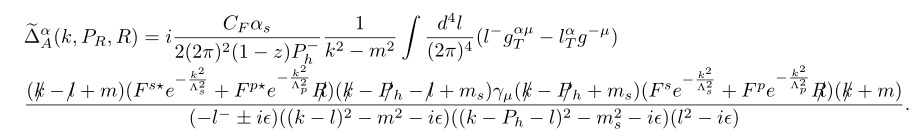 \widetilde{\Delta}_A^{\alpha}(k, P_R, R) = i \frac{C_F \alpha_s}{2(2\pi)^2(1-z)P_h^-} \frac{1}{k^2 - m^2} \int \frac{d^4 l}{(2\pi)^4} (l^- g_T^{\alpha\mu} - l_T^{\alpha} g^{-\mu})
\frac{(\not{k} - \not{l} + m)(F^{s\star} e^{-\frac{k^2}{\Lambda_s^2}} + F^{p\star} e^{-\frac{k^2}{\Lambda_p^2}} \not{R})(\not{k} - \not{P}_h - \not{l} + m_s)\gamma_\mu(\not{k} - \not{P}_h + m_s)(F^s e^{-\frac{k^2}{\Lambda_s^2}} + F^p e^{-\frac{k^2}{\Lambda_p^2}} \not{R})(\not{k} + m)}{(-l^- \pm i\epsilon)((k-l)^2 - m^2 - i\epsilon)((k - P_h - l)^2 - m_s^2 - i\epsilon)(l^2 - i\epsilon)}.